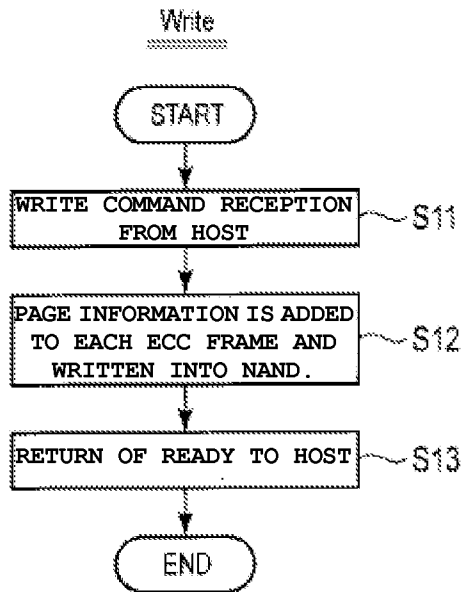 Write
START
WRITE COMMAND RECEPTION
FROM HOST
S11
PAGE INFORMATION IS ADDED
TO EACH ECC FRAME AND
WRITTEN INTO NAND.
S12
RETURN OF READY TO HOST
S13
END